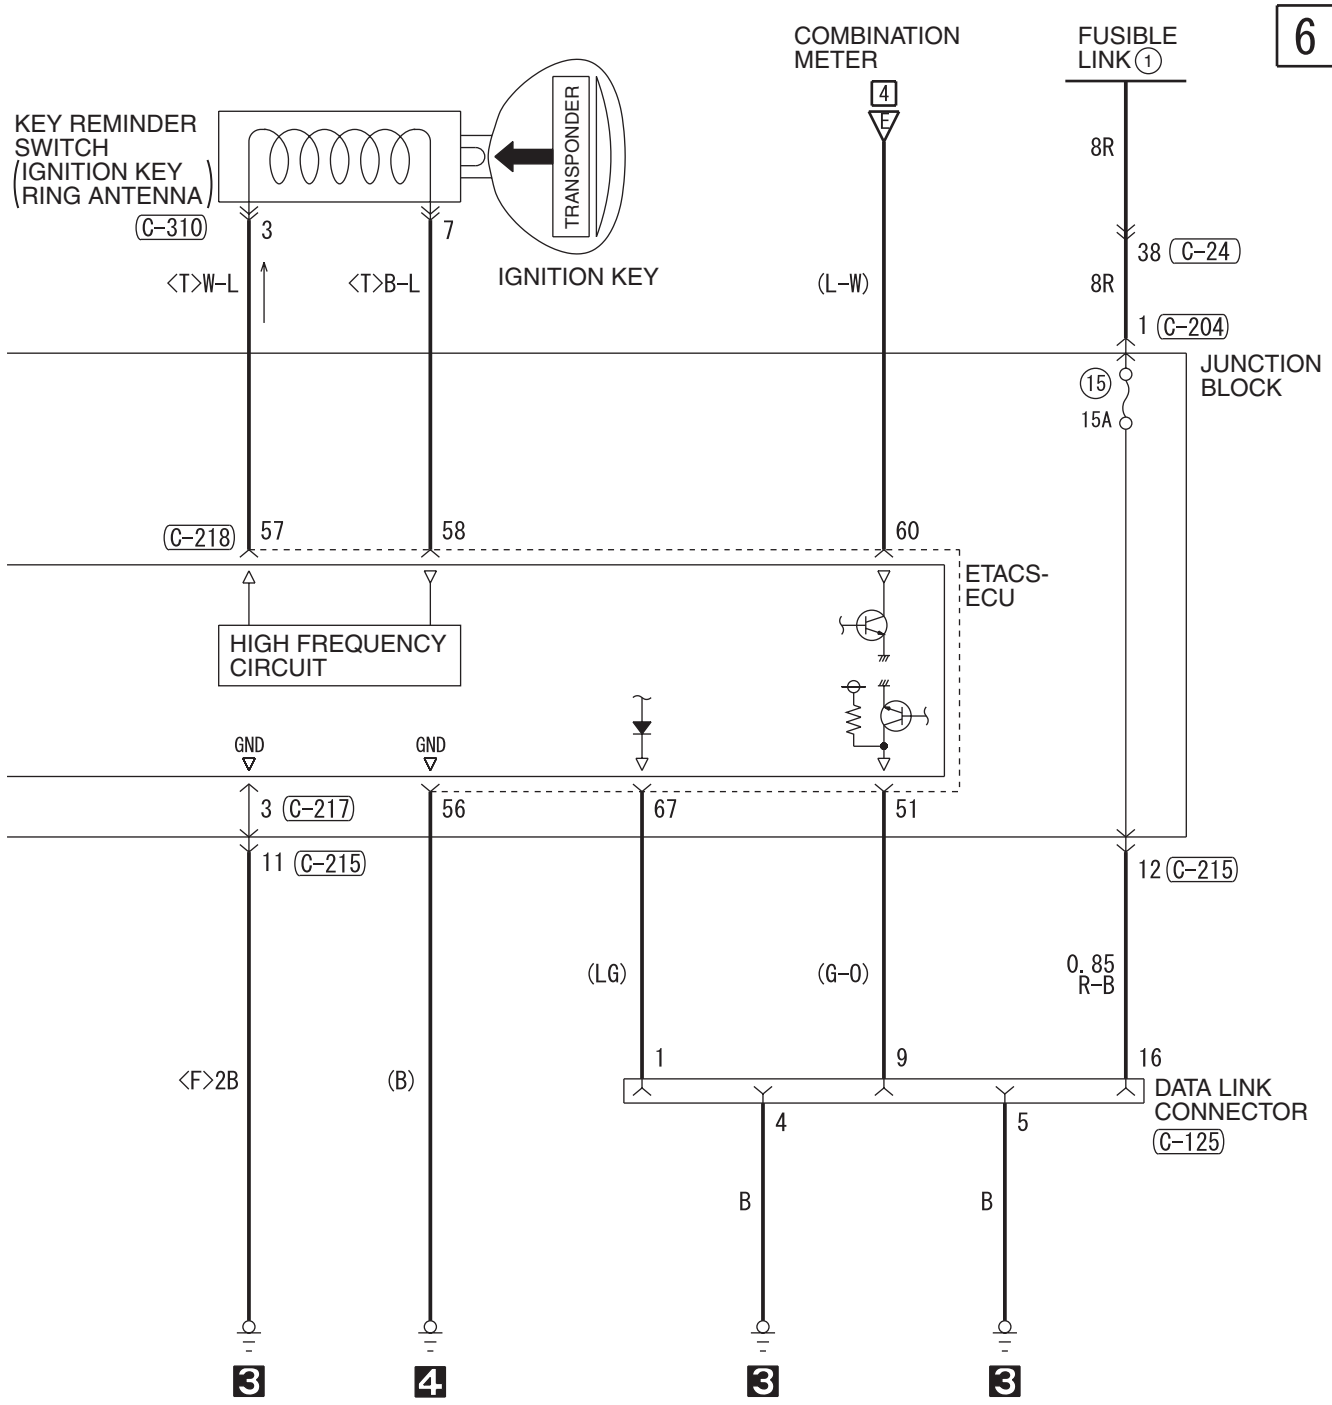 6
COMBINATION
METER
4
E
FUSIBLE
LINK 1
KEY REMINDER
SWITCH
(IGNITION KEY
RING ANTENNA)
TRANSPONDER
IGNITION KEY
C-310
3
7
8R
38 C-24
<T>W-L
<T>B-L
(L-W)
8R
1 C-204
JUNCTION
BLOCK
15
15A
C-218
57
58
60
ETACS-
ECU
HIGH FREQUENCY
CIRCUIT
GND
GND
3 C-217
56
67
51
11 C-215
12 C-215
(LG)
(G-O)
0.85
R-B
1
9
16
<F>2B
(B)
DATA LINK
CONNECTOR
C-125
4
5
B
B
3
4
3
3